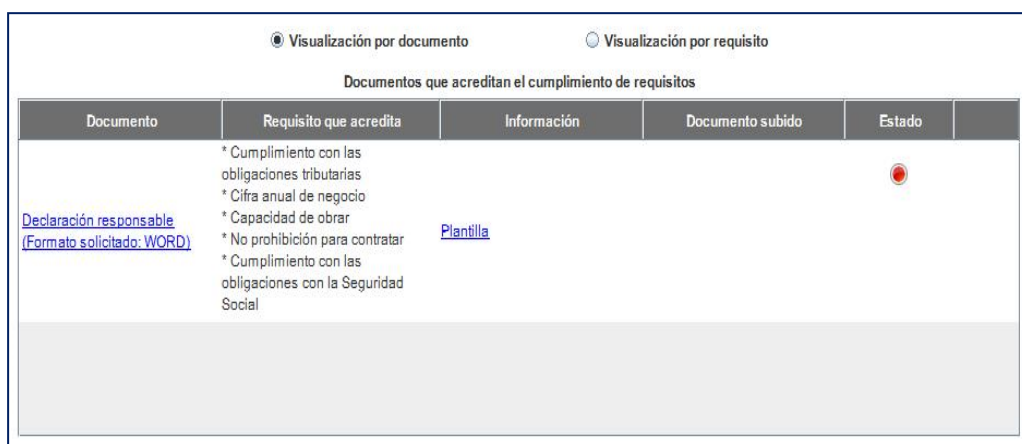 Visualización por documento
Visualización por requisito
Documentos que acreditan el cumplimiento de requisitos
Documento
Requisito que acredita
Información
Documento subido
Estado
Declaración responsable
(Formato solicitado: WORD)
* Cumplimiento con las
obligaciones tributarias
* Cifra anual de negocio
* Capacidad de obrar
* No prohibición para contratar
* Cumplimiento con las
obligaciones con la Seguridad
Social
Plantilla